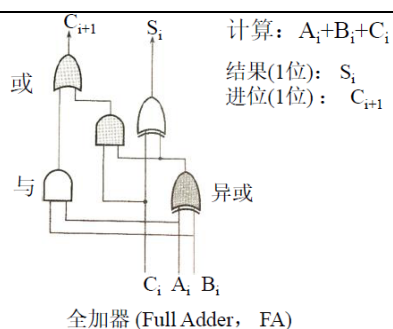 C_{i+1} S_i 计算：A_i+B_i+C_i
结果(1位)： S_i
进位(1位)： C_{i+1}
或
与
异或
C_i A_i B_i
全加器 (Full Adder， FA)